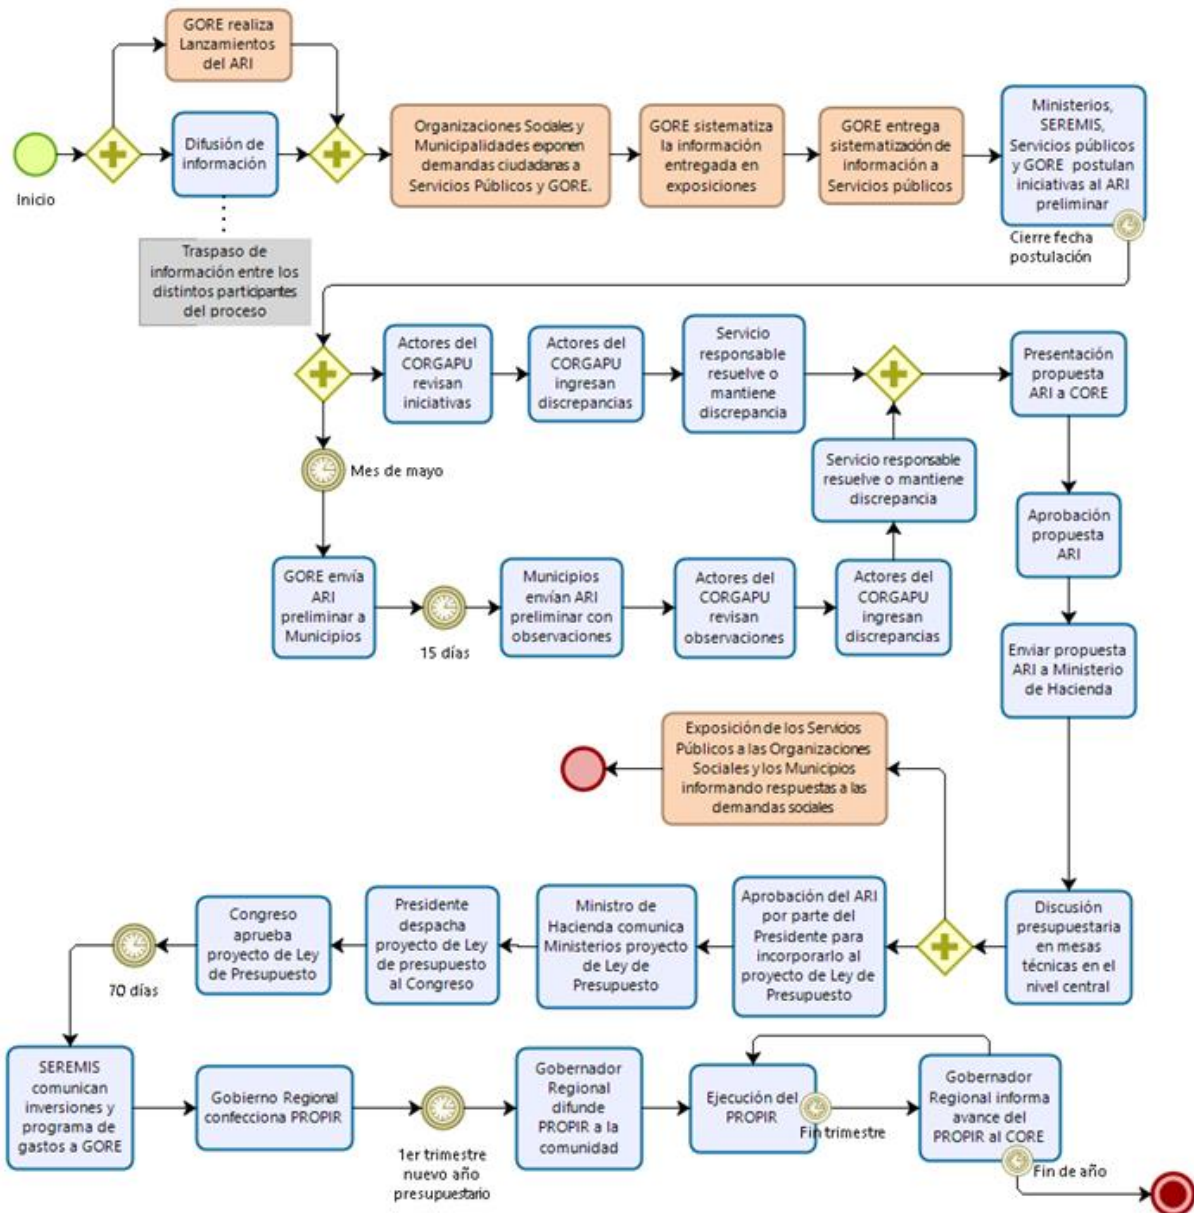 GORE realiza
Lanzamientos
del ARI
Inicio
Difusión de
información
Traspaso de
información entre los
distintos participantes
del proceso
Organizaciones Sociales y
Municipalidades exponen
demandas ciudadanas a
Servicios Públicos y GORE.
GORE sistematiza
la información
entregada en
exposiciones
GORE entrega
sistematización de
información a
Servicios públicos
Ministerios,
SEREMIS,
Servicios públicos
y GORE postulan
iniciativas al ARI
preliminar
Cierre fecha
postulación
Actores del
CORGAPU
revisan
iniciativas
Actores del
CORGAPU
ingresan
discrepancias
Servicio
responsable
resuelve o
mantiene
discrepancia
Presentación
propuesta
ARI a CORE
Mes de mayo
Servicio responsable
resuelve o mantiene
discrepancia
Aprobación
propuesta
ARI
GORE envía
ARI
preliminar a
Municipios
15 días
Municipios
envían ARI
preliminar con
observaciones
Actores del
CORGAPU
revisan
observaciones
Actores del
CORGAPU
ingresan
discrepancias
Enviar propuesta
ARI a Ministerio
de Hacienda
Exposición de los Servicios
Públicos a las Organizaciones
Sociales y los Municipios
informando respuestas a las
demandas sociales
Discusión
presupuestaria
en mesas
técnicas en el
nivel central
Aprobación del ARI
por parte del
Presidente para
incorporarlo al
proyecto de Ley de
Presupuesto
Ministro de
Hacienda comunica
Ministerios proyecto
de Ley de
Presupuesto
Presidente
despacha
proyecto de Ley
de presupuesto
al Congreso
Congreso
aprueba
proyecto de Ley
de Presupuesto
70 días
SEREMIS
comunican
inversiones y
programa de
gastos a GORE
Gobierno Regional
confecciona PROPIR
1er trimestre
nuevo año
presupuestario
Gobernador
Regional
difunde
PROPIR a la
comunidad
Ejecución del
PROPIR
Fin trimestre
Gobernador
Regional informa
avance del
PROPIR al CORE
Fin de año